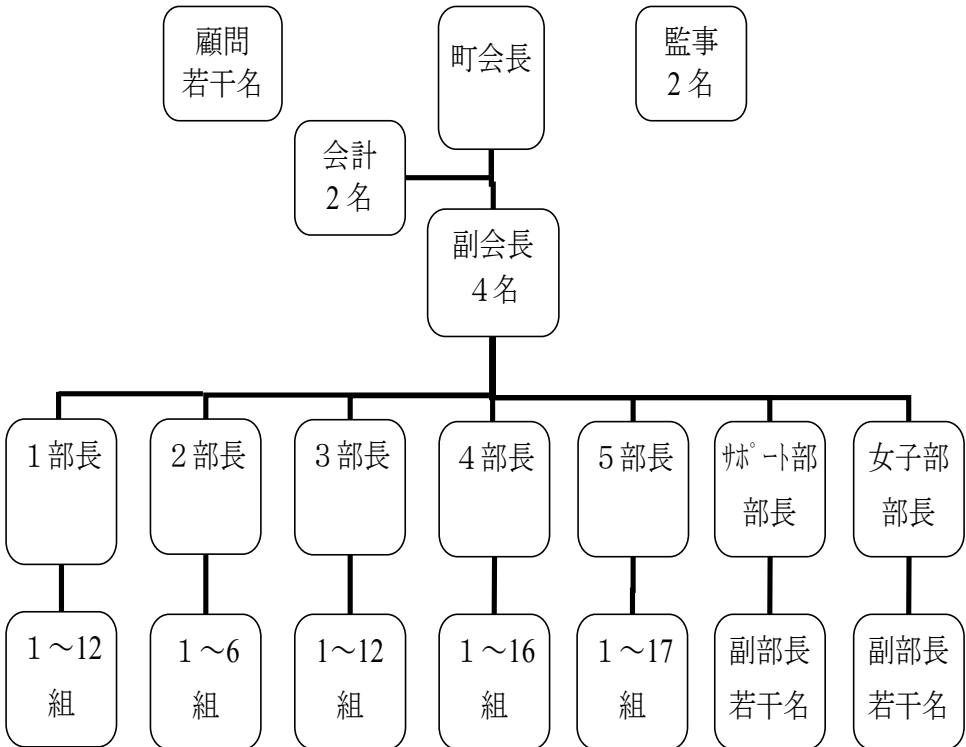 顧問
若干名
町会長
監事
2名
会計
2名
副会長
４名
１部長
２部長
３部長
４部長
５部長
ｻﾎﾟｰﾄ部
部長
女子部
部長
１～12
組
１～6
組
1～12
組
１～16
組
１～17
組
副部長
若干名
副部長
若干名